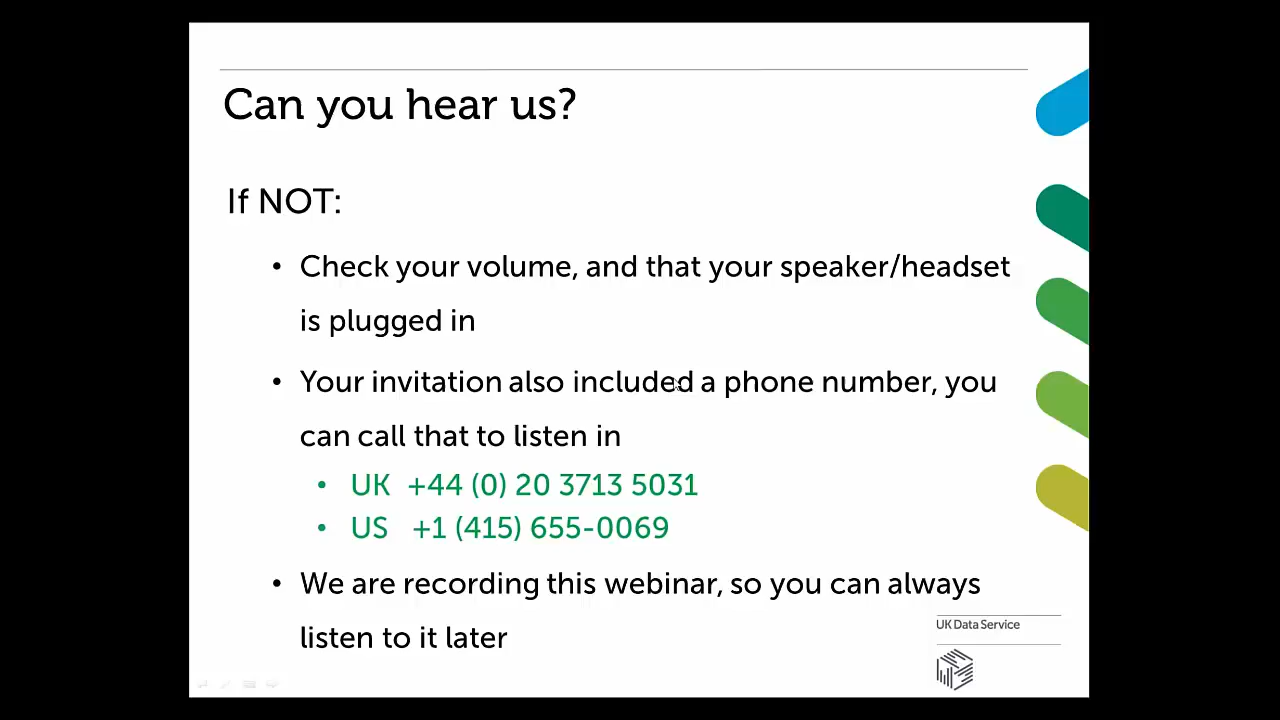 Can you hear us?
If NOT:
• Check your volume, and that your speaker/headset
is plugged in
• Your invitation also included a phone number, you
can call that to listen in
• UK +44 (0) 20 3713 5031
• US +1 (415) 655-0069
• We are recording this webinar, so you can always
listen to it later
UK Data Service